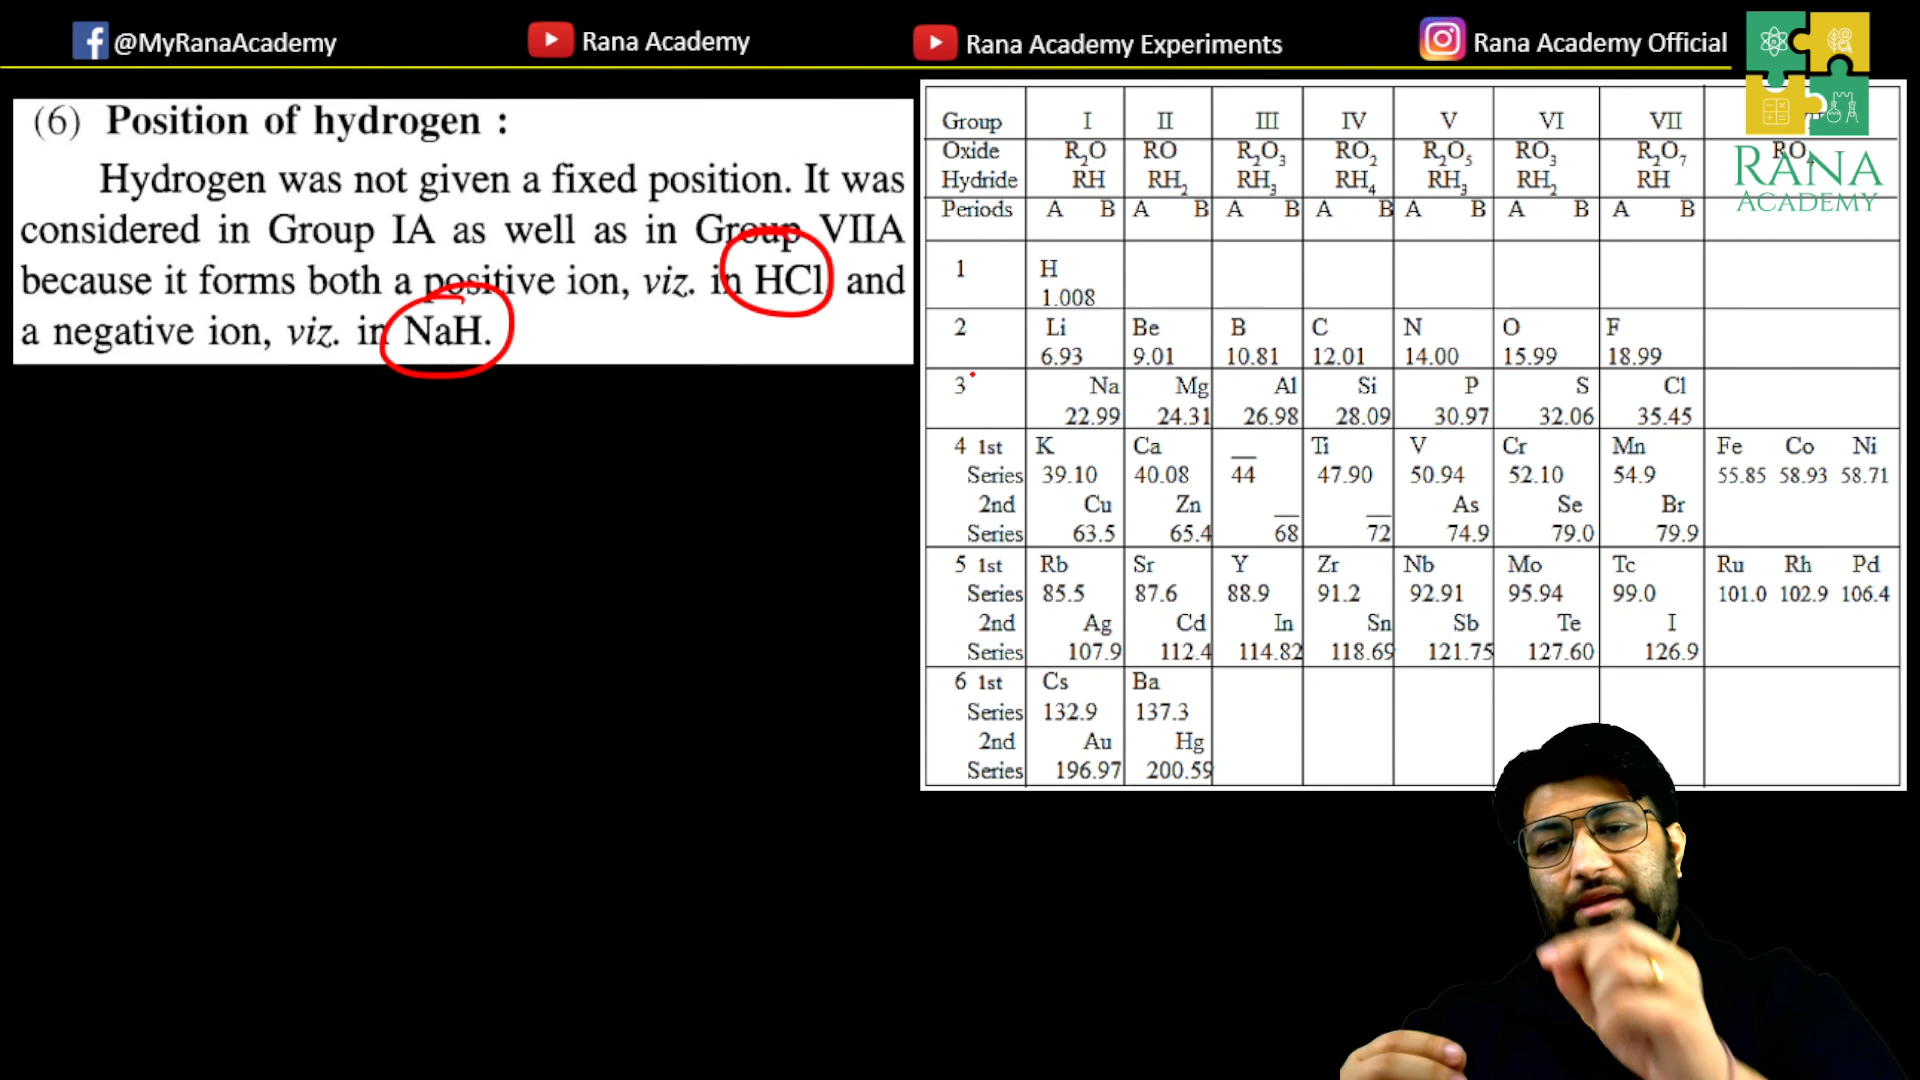 @MyRanaAcademy
Rana Academy
Rana Academy Experiments
Rana Academy Official
(6) Position of hydrogen :
Hydrogen was not given a fixed position. It was
considered in Group IA as well as in Group VIIA
because it forms both a positive ion, viz. in HCl and
a negative ion, viz. in NaH.
Group I II III IV V VI VII
Oxide R₂O RO R₂O₃ RO₂ R₂O₅ RO₃ R₂O₇ RO₄
Hydride RH RH₂ RH₃ RH₄ RH₃ RH₂ RH
Periods A B A B A B A B A B A B A B
1 H
1.008
2 Li Be B C N O F
6.93 9.01 10.81 12.01 14.00 15.99 18.99
3 Na Mg Al Si P S Cl
22.99 24.31 26.98 28.09 30.97 32.06 35.45
4 1st K Ca __ Ti V Cr Mn Fe Co Ni
Series 39.10 40.08 44 47.90 50.94 52.10 54.9 55.85 58.93 58.71
2nd Cu Zn __ __ As Se Br
Series 63.5 65.4 68 72 74.9 79.0 79.9
5 1st Rb Sr Y Zr Nb Mo Tc Ru Rh Pd
Series 85.5 87.6 88.9 91.2 92.91 95.94 99.0 101.0 102.9 106.4
2nd Ag Cd In Sn Sb Te I
Series 107.9 112.4 114.82 118.69 121.75 127.60 126.9
6 1st Cs Ba
Series 132.9 137.3
2nd Au Hg
Series 196.97 200.59
RANA
ACADEMY